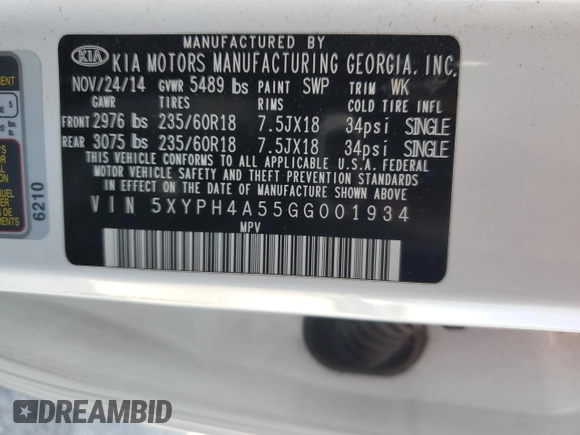 MANUFACTURED BY
KIA KIA MOTORS MANUFACTURING GEORGIA, INC.
NOV/24/14 GVWR 5489 lbs PAINT SWP TRIM WK
GAWR TIRES RIMS COLD TIRE INFL
FRONT 2976 lbs 235/60R18 7.5JX18 34psi SINGLE
REAR 3075 lbs 235/60R18 7.5JX18 34psi SINGLE
THIS VEHICLE CONFORMS TO ALL APPLICABLE U.S.A. FEDERAL
MOTOR VEHICLE SAFETY AND THEFT PREVENTION STANDARDS
IN EFFECT ON THE DATE OF MANUFACTURE SHOWN ABOVE.
VIN 5XYPH4A55GG001934
MPV
6210
5
DREAMBID